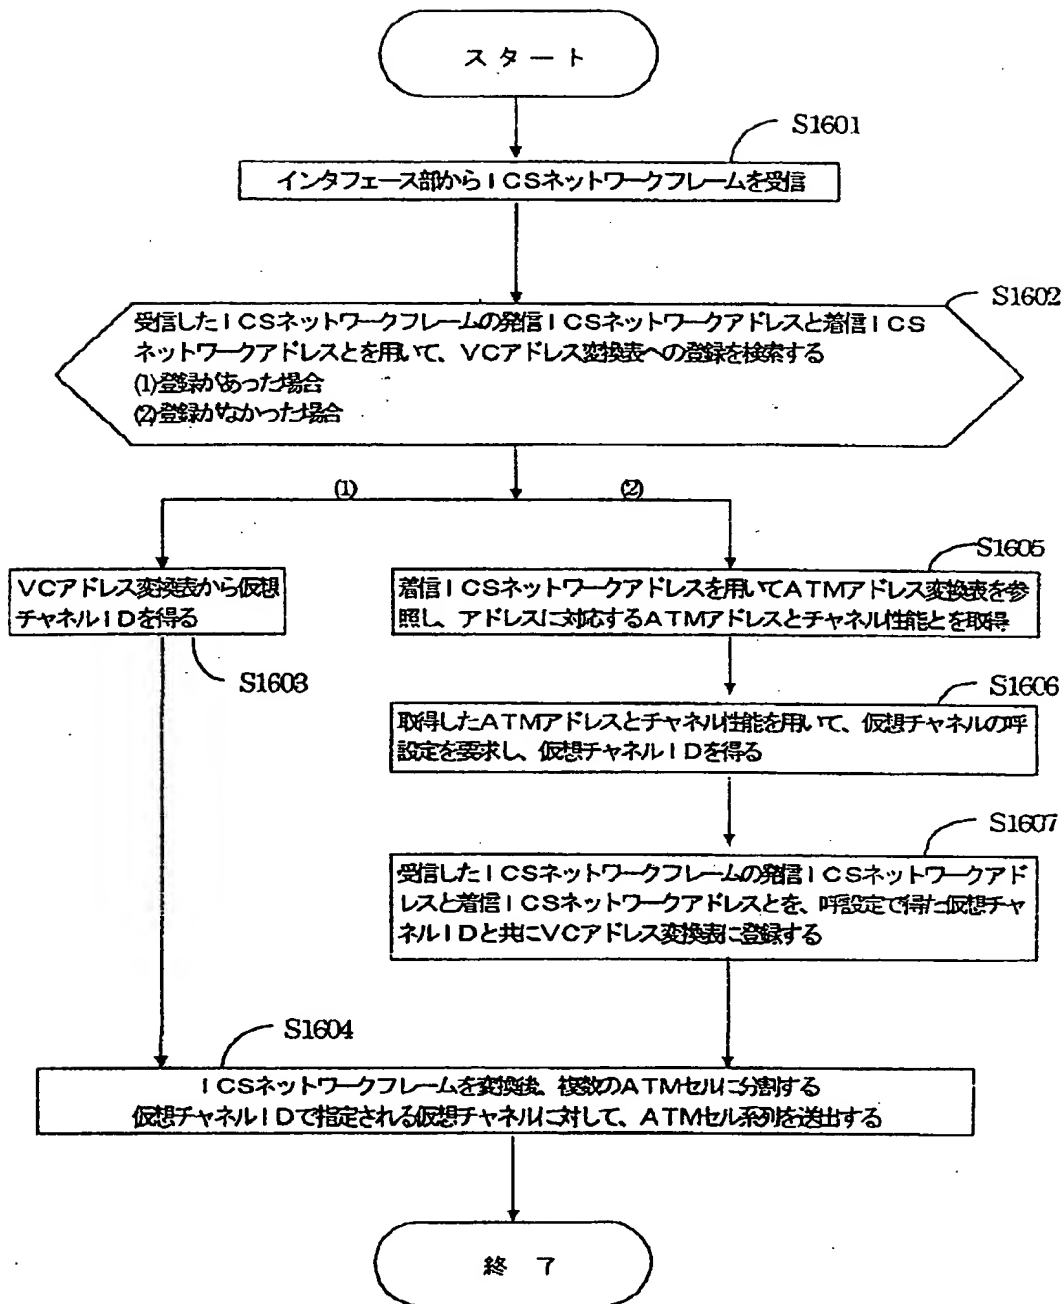 スタート
S1601
インタフェース部からICSネットワークフレームを受信
S1602
受信したICSネットワークフレームの発信ICSネットワークアドレスと着信ICS
ネットワークアドレスとを用いて、VCアドレス変換表への登録を検索する
(1)登録があった場合
(2)登録がなかった場合
(1)
(2)
VCアドレス変換表から仮想
チャネルIDを得る
S1603
S1605
着信ICSネットワークアドレスを用いてATMアドレス変換表を参
照し、アドレスに対応するATMアドレスとチャネル性能とを取得
S1606
取得したATMアドレスとチャネル性能を用いて、仮想チャネルの呼
設定を要求し、仮想チャネルIDを得る
S1607
受信したICSネットワークフレームの発信ICSネットワークアド
レスと着信ICSネットワークアドレスとを、呼設定で得た仮想チャ
ネルIDと共にVCアドレス変換表に登録する
S1604
ICSネットワークフレームを変換後、複数のATMセルに分割する
仮想チャネルIDで指定される仮想チャネルに対して、ATMセル系列を送出する
終了